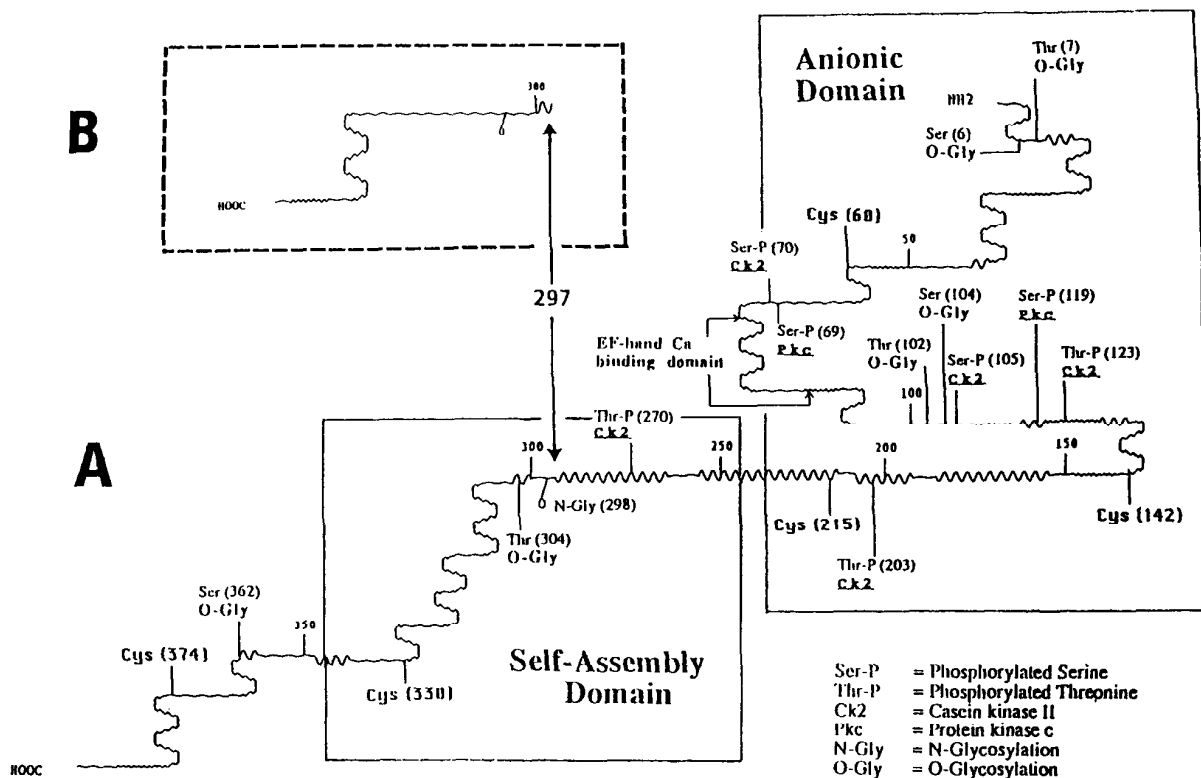 B
300
HOOC
297
Anionic
Domain
Thr (7)
O-Gly
NH2
Ser (6)
O-Gly
Cys (60)
50
Ser-P (70)
Ck2
Ser-P (69)
Pkc
EF-hand Ca
binding domain
Ser (104)
O-Gly
Ser-P (119)
Pkc
Thr (102)
O-Gly
Ser-P (105)
Ck2
Thr-P (123)
Ck2
100
A
Thr-P (270)
Ck2
300
250
200
150
N-Gly (298)
Cys (215)
Cys (142)
Thr (304)
O-Gly
Thr-P (203)
Ck2
Ser (362)
O-Gly
350
Cys (374)
Cys (330)
Self-Assembly
Domain
HOOC
Ser-P = Phosphorylated Serine
Thr-P = Phosphorylated Threonine
Ck2 = Casein kinase II
Pkc = Protein kinase c
N-Gly = N-Glycosylation
O-Gly = O-Glycosylation